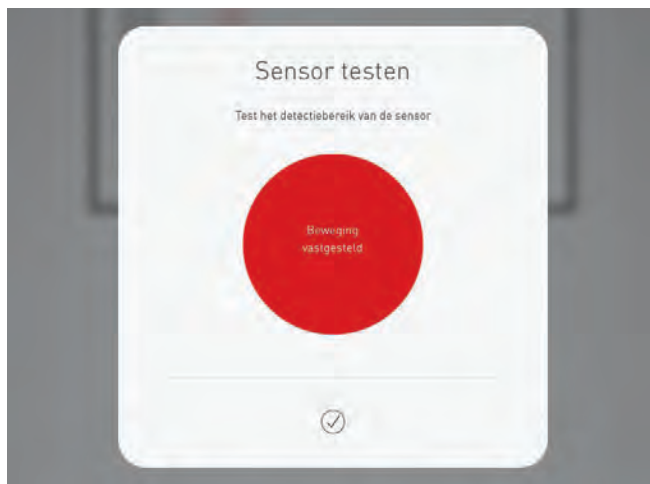 Sensor testen
Test het detectiebereik van de sensor
Beweging
vastgesteld